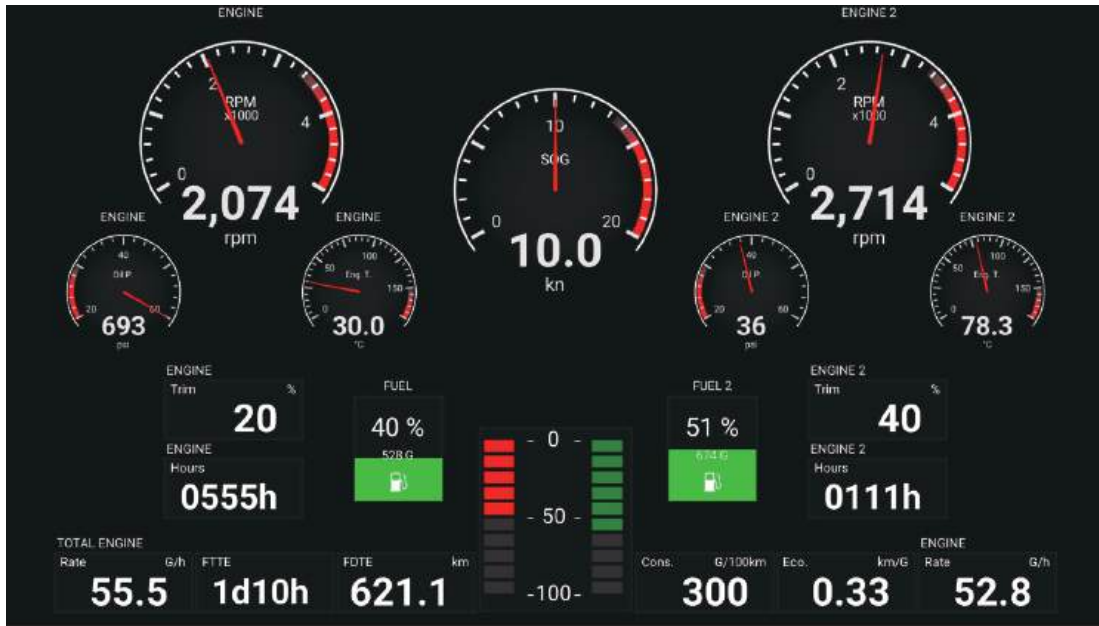 ENGINE
ENGINE 2
2
4
0
RPM
x1000
2,074
rpm
10
0
20
SOG
10.0
kn
2
4
0
RPM
x1000
2,714
rpm
ENGINE
ENGINE
ENGINE 2
ENGINE 2
40
20
60
Oil P.
693
psi
50
100
150
0
Eng. T.
30.0
°C
40
20
60
Oil P.
36
psi
50
100
150
0
Eng. T.
78.3
°C
ENGINE
Trim %
20
ENGINE
Hours
0555h
FUEL
40 %
528 G
- 0 -
- 50 -
-100-
FUEL 2
51 %
674 G
ENGINE 2
Trim %
40
ENGINE 2
Hours
0111h
TOTAL ENGINE
ENGINE
Rate G/h
55.5
FTTE
1d10h
FDTE km
621.1
Cons. G/100km
300
Eco. km/G
0.33
Rate G/h
52.8